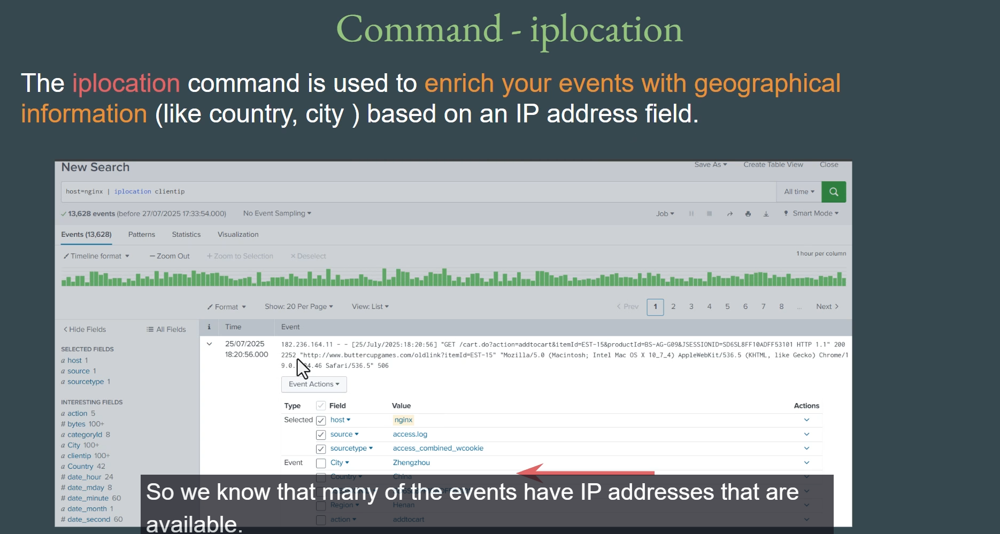 Command - iplocation
The iplocation command is used to enrich your events with geographical
information (like country, city ) based on an IP address field.
New Search
Save As
Create Table View
Close
host=nginx | iplocation clientip
All time
13,628 events (before 27/07/2025 17:33:54.000)
No Event Sampling
Job
Smart Mode
Events (13,628)
Patterns
Statistics
Visualization
Timeline format
— Zoom Out
+ Zoom to Selection
× Deselect
1 hour per column
Format
Show: 20 Per Page
View: List
< Prev
1
2
3
4
5
6
7
8
...
Next >
< Hide Fields
All Fields
SELECTED FIELDS
a host 1
a source 1
a sourcetype 1
INTERESTING FIELDS
a action 5
# bytes 100+
a categoryId 8
a City 100+
a clientip 100+
a Country 42
# date_hour 24
# date_mday 8
# date_minute 60
a date_month 1
# date_second 60
i
Time
Event
25/07/2025
18:20:56.000
182.236.164.11 - - [25/July/2025:18:20:56] "GET /cart.do?action=addtocart&itemId=EST-15&productId=BS-AG-G09&JSESSIONID=SD6SL8FF10ADFF53101 HTTP 1.1" 200
2252 "http://www.buttercupgames.com/oldlink?itemId=EST-15" "Mozilla/5.0 (Macintosh; Intel Mac OS X 10_7_4) AppleWebKit/536.5 (KHTML, like Gecko) Chrome/1
9.0. 4.46 Safari/536.5" 506
Event Actions
Type
Field
Value
Actions
Selected
host
nginx
source
access.log
sourcetype
access_combined_wcookie
Event
City
Zhengzhou
Country
China
Region
Henan
action
addtocart
So we know that many of the events have IP addresses that are
available.